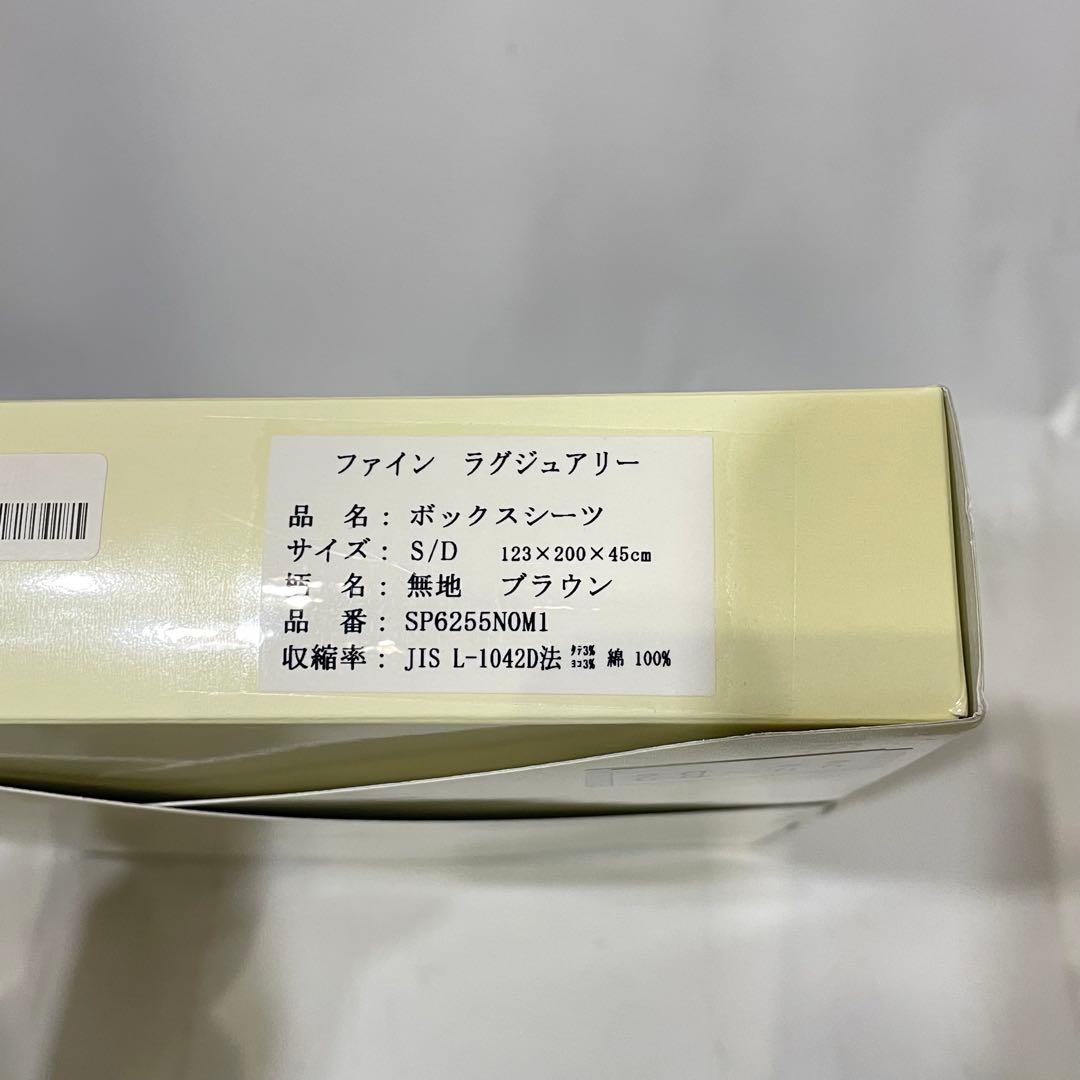 ファイン ラグジュアリー
品 名：ボックスシーツ
サイズ：S/D 123×200×45cm
柄 名：無地 ブラウン
品 番：SP6255N0M1
収縮率：JIS L-1042D法 ﾀﾃ3% ﾖｺ3% 綿 100%